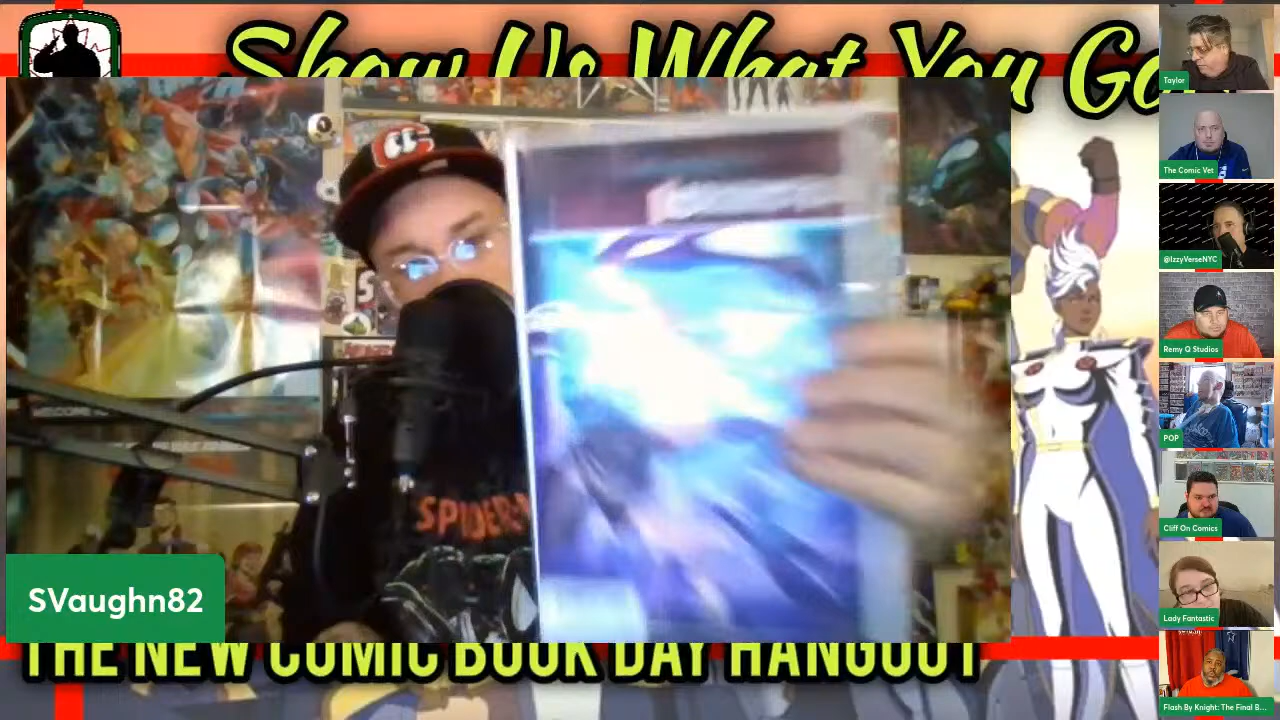 Show Us What You Go
SPIDER-
SVaughn82
THE NEW COMIC BOOK DAY HANGOUT
Taylor
The Comic Vet
@IzzyVerseNYC
Remy Q Studios
POP
Cliff On Comics
Lady Fantastic
Flash By Knight: The Final B...